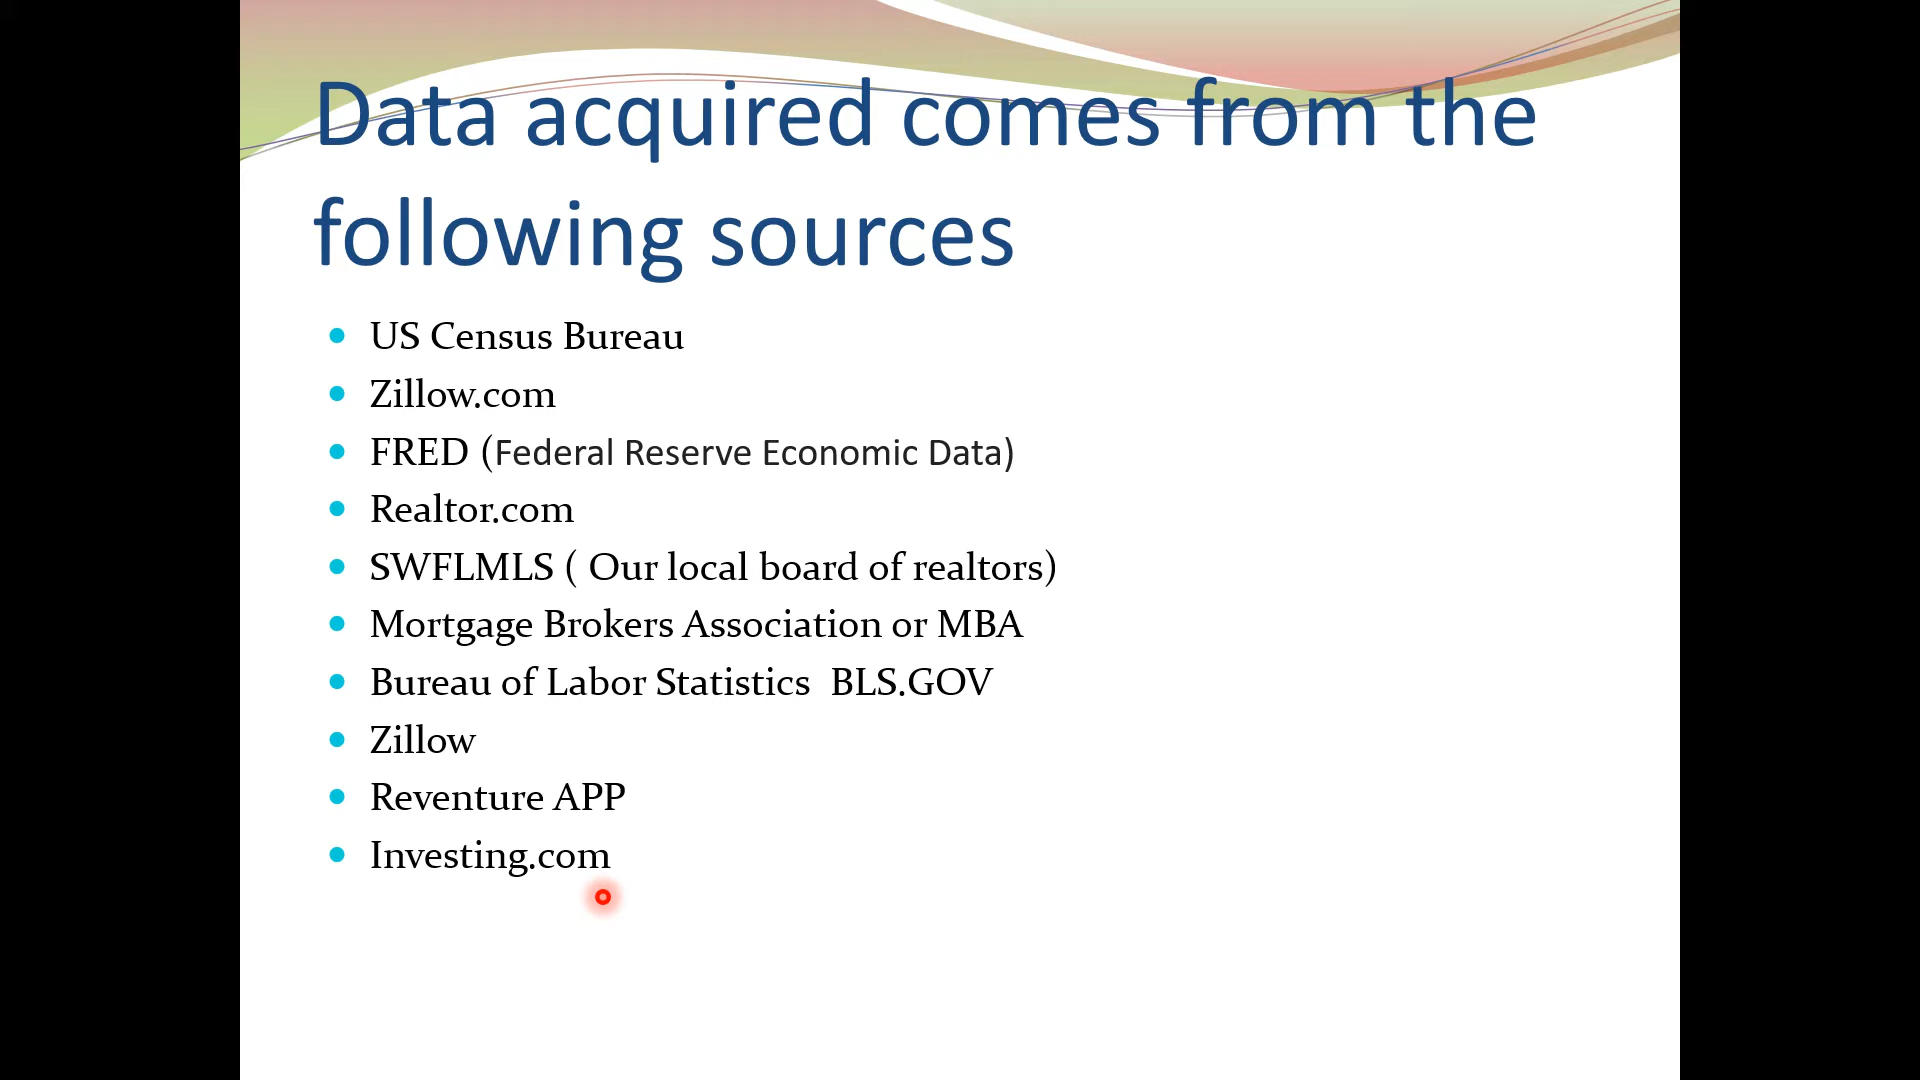 Data acquired comes from the
following sources
US Census Bureau
Zillow.com
FRED (Federal Reserve Economic Data)
Realtor.com
SWFLMLS ( Our local board of realtors)
Mortgage Brokers Association or MBA
Bureau of Labor Statistics  BLS.GOV
Zillow
Reventure APP
Investing.com